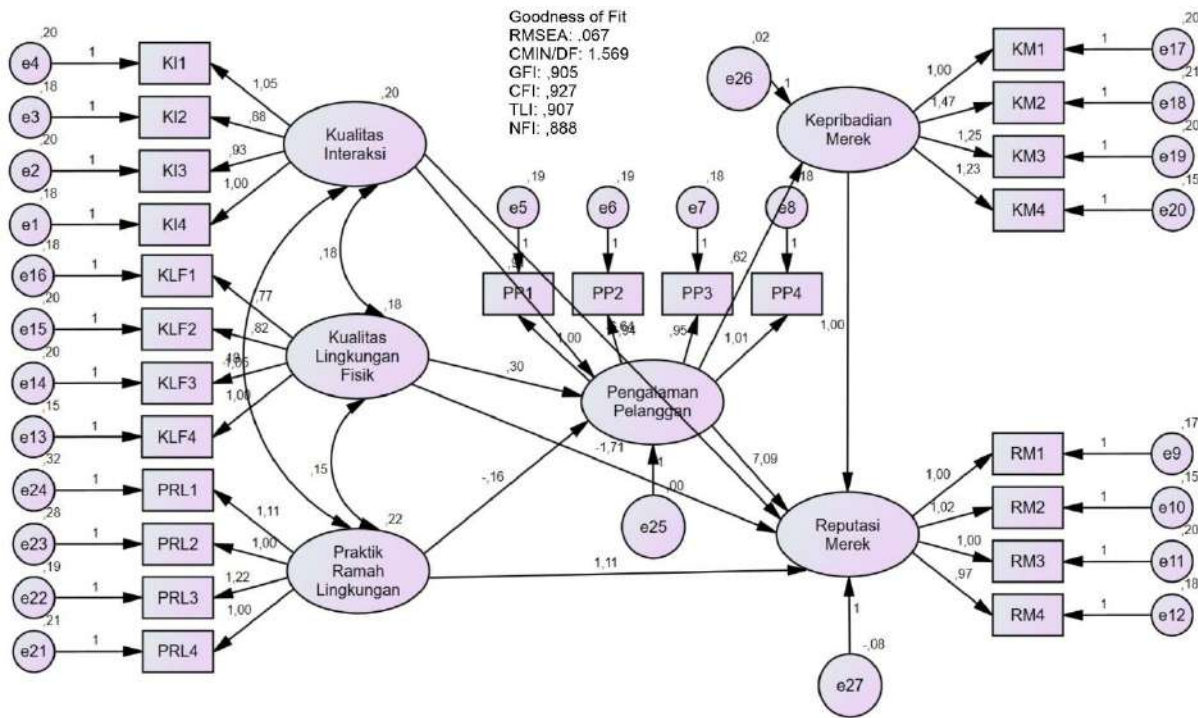 Goodness of Fit
RMSEA: .067
CMIN/DF: 1.569
GFI: ,905
CFI: ,927
TLI: ,907
NFI: ,888
,20
e4
1
KI1
,18
e3
1
KI2
,20
e2
1
KI3
,18
e1
1
KI4
1,05
,88
,93
1,00
,20
Kualitas
Interaksi
,18
e16
1
KLF1
,20
e15
1
KLF2
,20
e14
1
KLF3
,15
e13
1
KLF4
,77
,82
1,05
1,00
,18
Kualitas
Lingkungan
Fisik
,32
e24
1
PRL1
,28
e23
1
PRL2
,19
e22
1
PRL3
,21
e21
1
PRL4
1,11
1,00
1,22
1,00
,22
Praktik
Ramah
Lingkungan
,18
,15
,19
e5
1
PP1
,19
e6
1
PP2
,18
e7
1
PP3
,18
e8
1
PP4
1,00
,94
,95
1,01
,30
-,16
Pengalaman
Pelanggan
1
,00
e25
-1,71
7,09
1,11
,62
1,00
,02
e26
1
Kepribadian
Merek
1,00
1,47
1,25
1,23
KM1
1
,20
e17
KM2
1
,21
e18
KM3
1
,20
e19
KM4
1
,15
e20
Reputasi
Merek
1
-,08
e27
1,00
1,02
1,00
,97
RM1
1
,17
e9
RM2
1
,15
e10
RM3
1
,20
e11
RM4
1
,18
e12